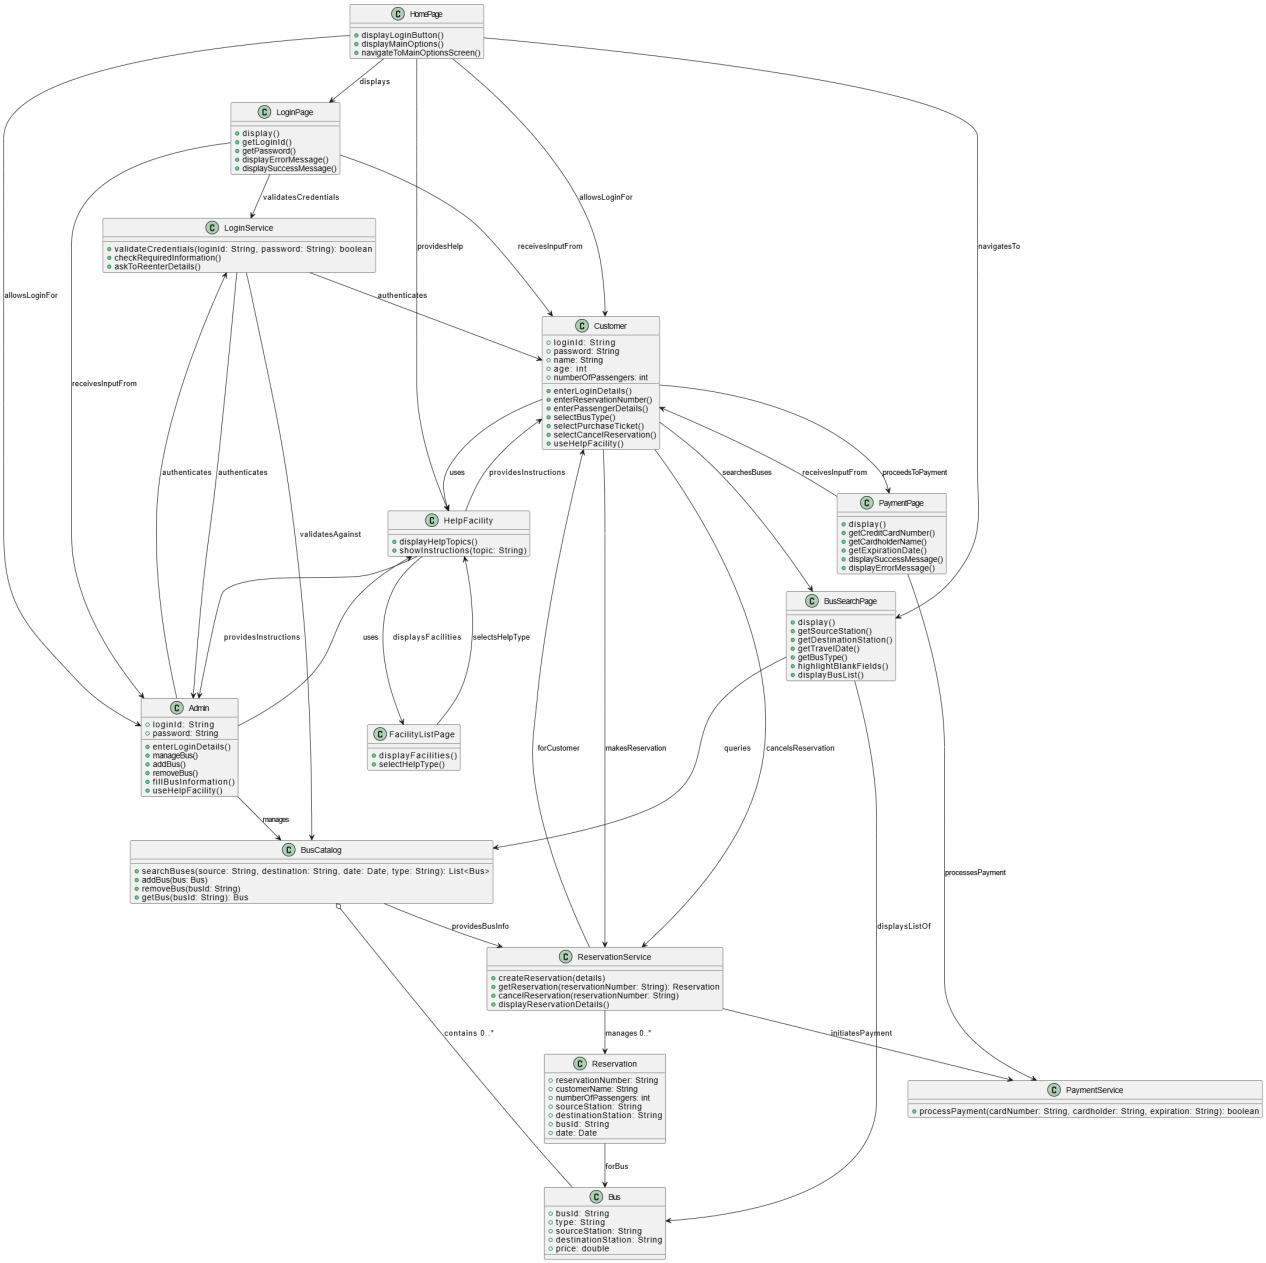 C HomePage
displayLoginButton()
displayMainOptions()
navigateToMainOptionsScreen()
displays
C LoginPage
display()
getLoginId()
getPassword()
displayErrorMessage()
displaySuccessMessage()
validatesCredentials
allowsLoginFor
C LoginService
validateCredentials(loginId: String, password: String): boolean
checkRequiredInformation()
askToReenterDetails()
providesHelp
receivesInputFrom
navigatesTo
allowsLoginFor
authenticates
C Customer
loginId: String
password: String
name: String
age: int
numberOfPassengers: int
enterLoginDetails()
enterReservationNumber()
enterPassengerDetails()
selectBusType()
selectPurchaseTicket()
selectCancelReservation()
useHelpFacility()
receivesInputFrom
authenticates
authenticates
uses
providesInstructions
searchesBuses
receivesInputFrom
proceedsToPayment
C PaymentPage
display()
getCreditCardNumber()
getCardholderName()
getExpirationDate()
displaySuccessMessage()
displayErrorMessage()
C HelpFacility
displayHelpTopics()
showInstructions(topic: String)
validatesAgainst
C BusSearchPage
display()
getSourceStation()
getDestinationStation()
getTravelDate()
getBusType()
highlightBlankFields()
displayBusList()
providesInstructions
uses
displaysFacilities
selectsHelpType
C Admin
loginId: String
password: String
enterLoginDetails()
manageBus()
addBus()
removeBus()
fillBusInformation()
useHelpFacility()
C FacilityListPage
displayFacilities()
selectHelpType()
forCustomer
makesReservation
queries
cancelsReservation
manages
C BusCatalog
searchBuses(source: String, destination: String, date: Date, type: String): List<Bus>
addBus(bus: Bus)
removeBus(busId: String)
getBus(busId: String): Bus
processesPayment
providesBusInfo
displaysListOf
C ReservationService
createReservation(details)
getReservation(reservationNumber: String): Reservation
cancelReservation(reservationNumber: String)
displayReservationDetails()
contains 0..*
manages 0..*
initiatesPayment
C Reservation
reservationNumber: String
customerName: String
numberOfPassengers: int
sourceStation: String
destinationStation: String
busId: String
date: Date
C PaymentService
processPayment(cardNumber: String, cardholder: String, expiration: String): boolean
forBus
C Bus
busId: String
type: String
sourceStation: String
destinationStation: String
price: double